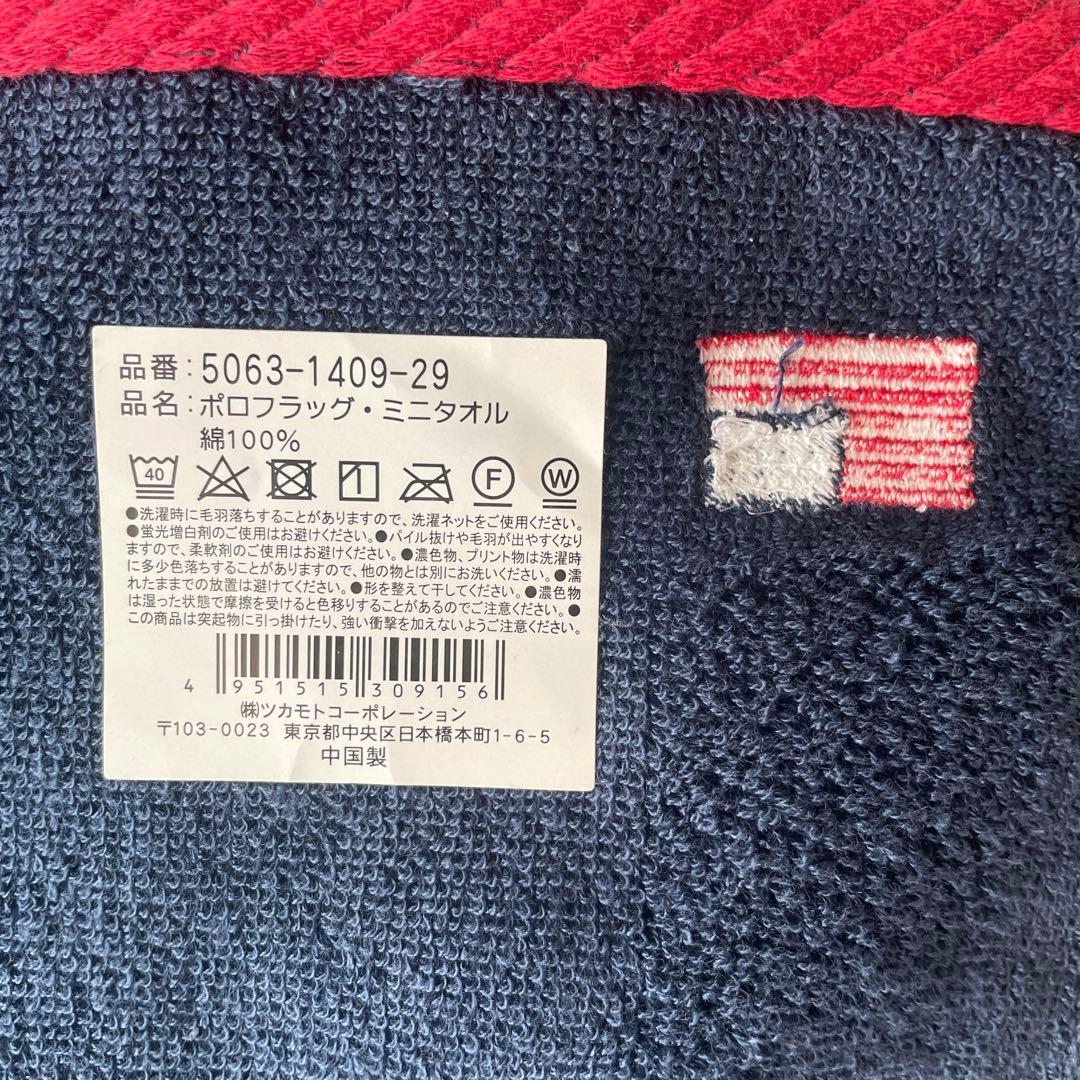 品番:5063-1409-29
品名:ポロフラッグ・ミニタオル
綿100%
40 1 F W
●洗濯時に毛羽落ちすることがありますので、洗濯ネットをご使用ください。
●蛍光増白剤のご使用はお避けください。●パイル抜けや毛羽が出やすくなり
ますので、柔軟剤のご使用はお避けください。●濃色物、プリント物は洗濯時
に多少色落ちすることがありますので、他の物とは別にお洗いください。●濡
れたままでの放置は避けてください。●形を整えて干してください。●濃色物
は湿った状態で摩擦を受けると色移りすることがあるのでご注意ください。●
この商品は突起物に引っ掛けたり、強い衝撃を加えないようご注意ください。
4 951515 309156
㈱ツカモトコーポレーション
〒103-0023 東京都中央区日本橋本町1-6-5
中国製